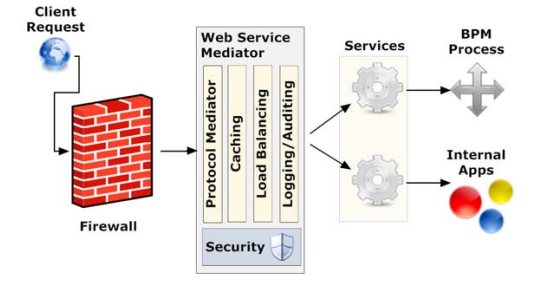 Client
Request
Firewall
Web Service
Mediator
Protocol Mediator
Caching
Load Balancing
Logging/Auditing
Security
Services
BPM
Process
Internal
Apps